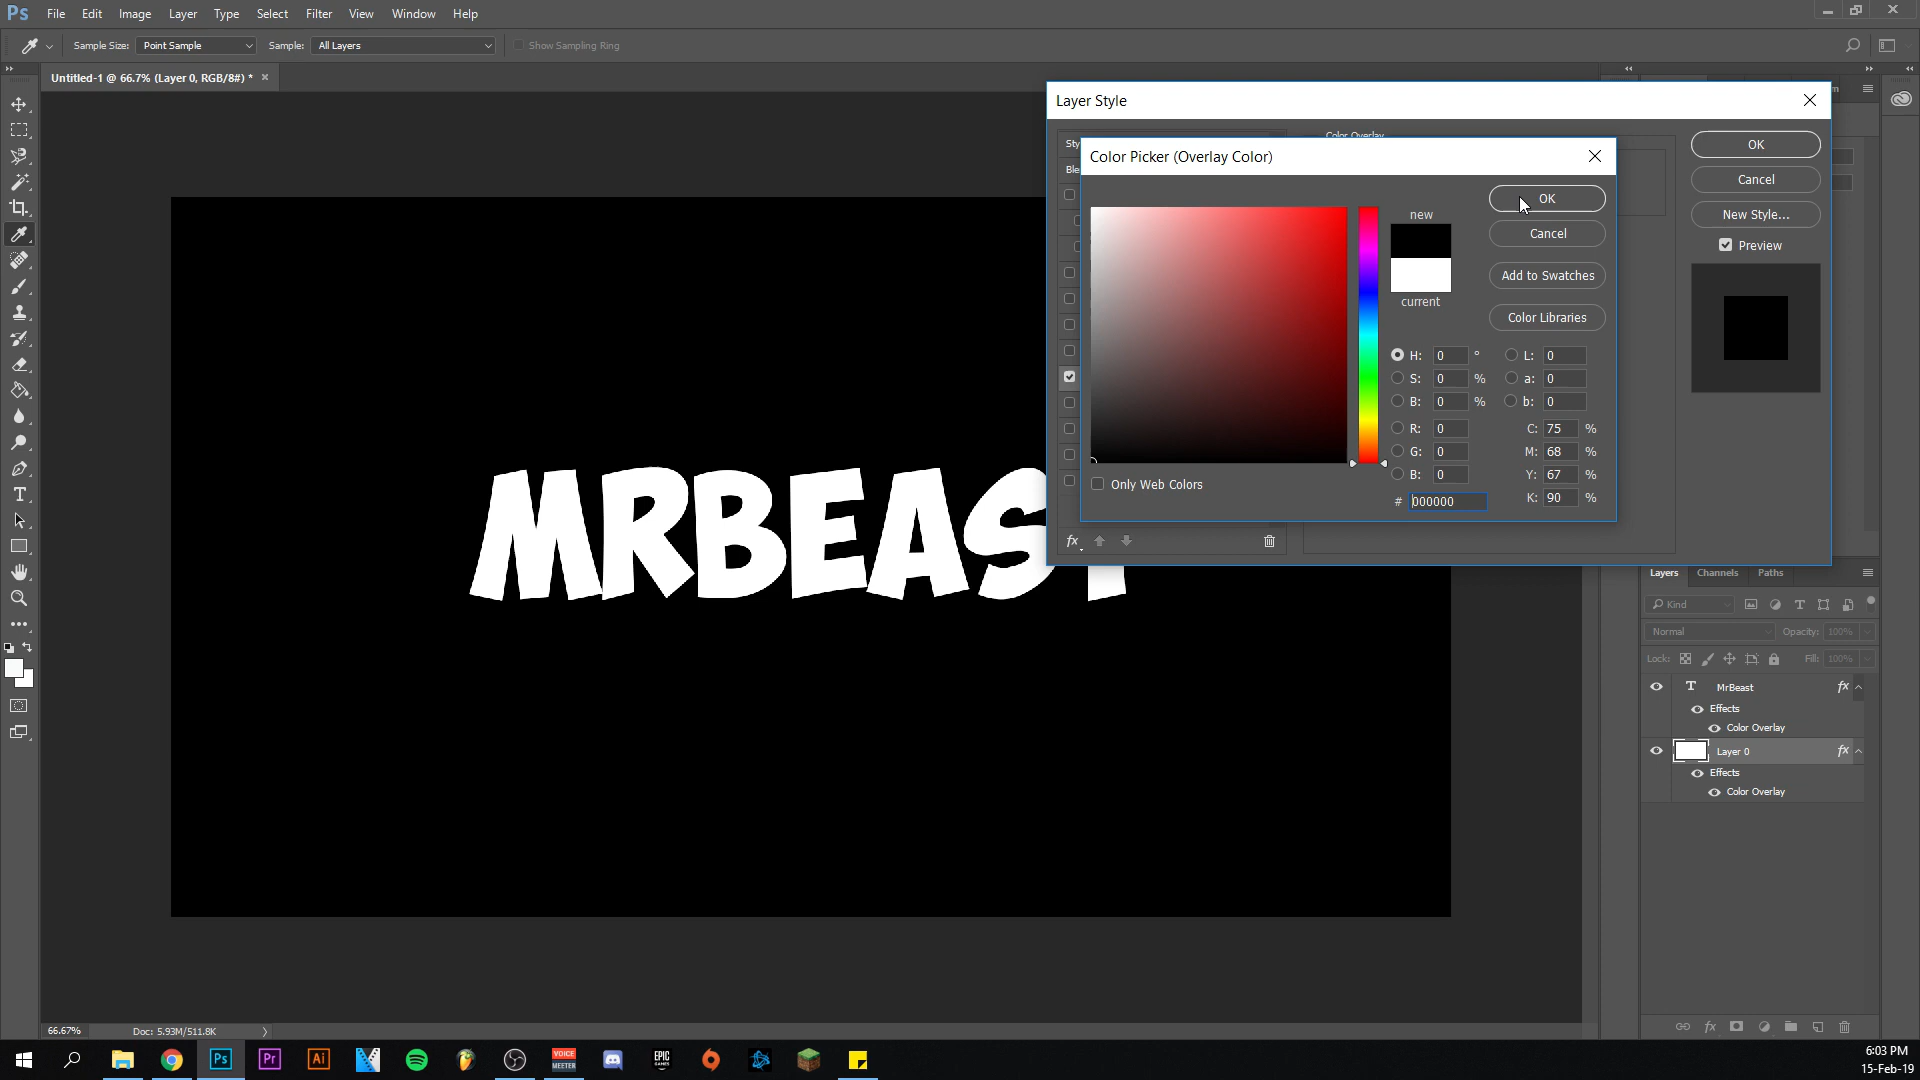 Ps File Edit Image Layer Type Select Filter View Window Help
Sample Size: Point Sample Sample: All Layers Show Sampling Ring
Untitled-1 @ 66.7% (Layer 0, RGB/8#) *
Layer Style
Color Overlay
OK
Cancel
New Style...
Preview
Color Picker (Overlay Color)
OK
Cancel
Add to Swatches
Color Libraries
new
current
H: 0 °
S: 0 %
B: 0 %
R: 0
G: 0
B: 0
# 000000
L: 0
a: 0
b: 0
C: 75 %
M: 68 %
Y: 67 %
K: 90 %
Only Web Colors
fx
MRBEAST
Layers Channels Paths
Kind
Normal Opacity: 100%
Lock: Fill: 100%
T MrBeast fx
Effects
Color Overlay
Layer 0 fx
Effects
Color Overlay
fx
66.67% Doc: 5.93M/511.8K
Ps Pr Ai
VOICE
MEETER
EPIC
GAMES
6:03 PM
15-Feb-19